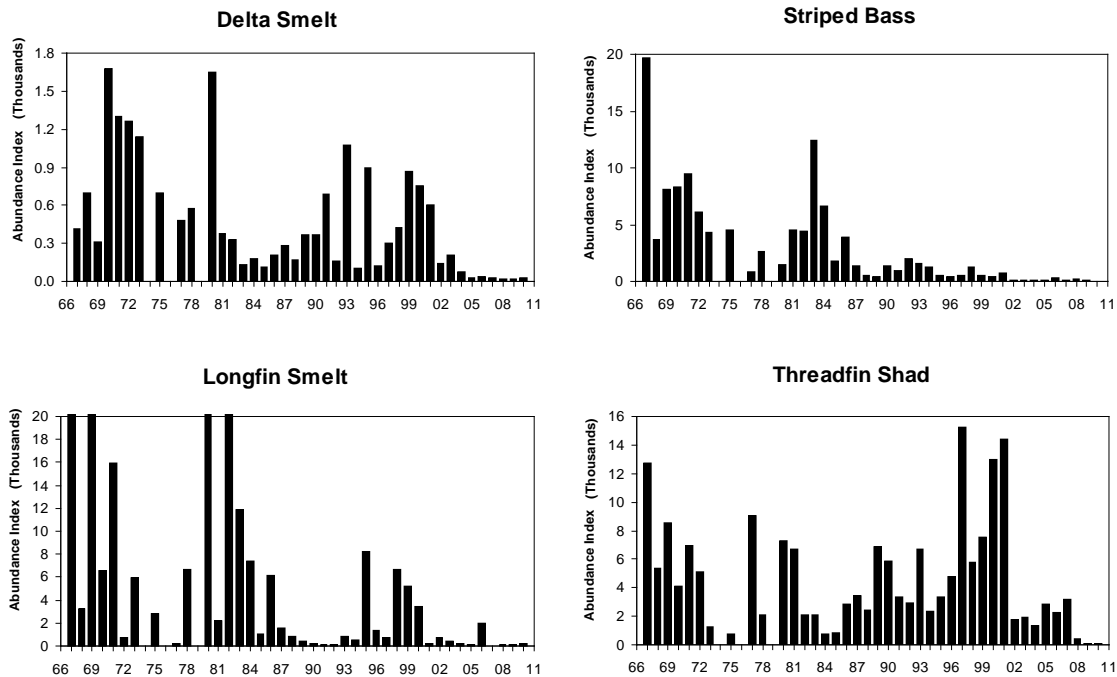 Delta Smelt
Abundance Index (Thousands)
1.8
1.5
1.2
0.9
0.6
0.3
0.0
66 69 72 75 78 81 84 87 90 93 96 99 02 05 08 11
Striped Bass
Abundance Index (Thousands)
20
15
10
5
0
66 69 72 75 78 81 84 87 90 93 96 99 02 05 08 11
Longfin Smelt
Abundance Index (Thousands)
20
18
16
14
12
10
8
6
4
2
0
66 69 72 75 78 81 84 87 90 93 96 99 02 05 08 11
Threadfin Shad
Abundance Index (Thousands)
16
14
12
10
8
6
4
2
0
66 69 72 75 78 81 84 87 90 93 96 99 02 05 08 11